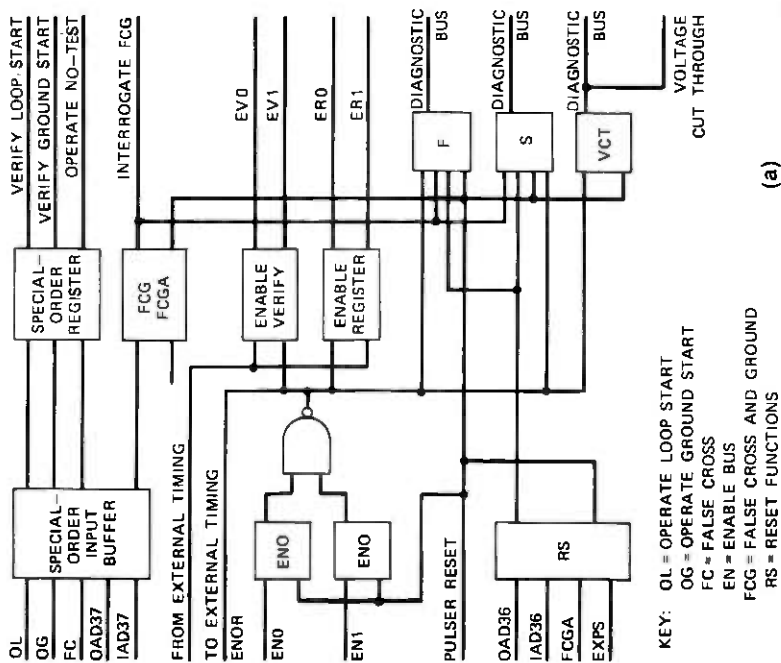 OL
OG
FC
OAD37
IAD37
SPECIAL-
ORDER
INPUT
BUFFER
SPECIAL-
ORDER
REGISTER
VERIFY LOOP START
VERIFY GROUND START
OPERATE NO-TEST
FCG
FCGA
INTERROGATE FCG
FROM EXTERNAL TIMING
TO EXTERNAL TIMING
ENOR
EN0
EN1
ENO
ENO
ENABLE
VERIFY
EV0
EV1
ENABLE
REGISTER
ER0
ER1
PULSER RESET
OAD36
IAD36
FCGA
EXPS
RS
F
DIAGNOSTIC
BUS
S
DIAGNOSTIC
BUS
VCT
DIAGNOSTIC
BUS
VOLTAGE
CUT THROUGH
KEY: OL = OPERATE LOOP START
OG = OPERATE GROUND START
FC = FALSE CROSS
EN = ENABLE BUS
FCG = FALSE CROSS AND GROUND
RS = RESET FUNCTIONS
(a)